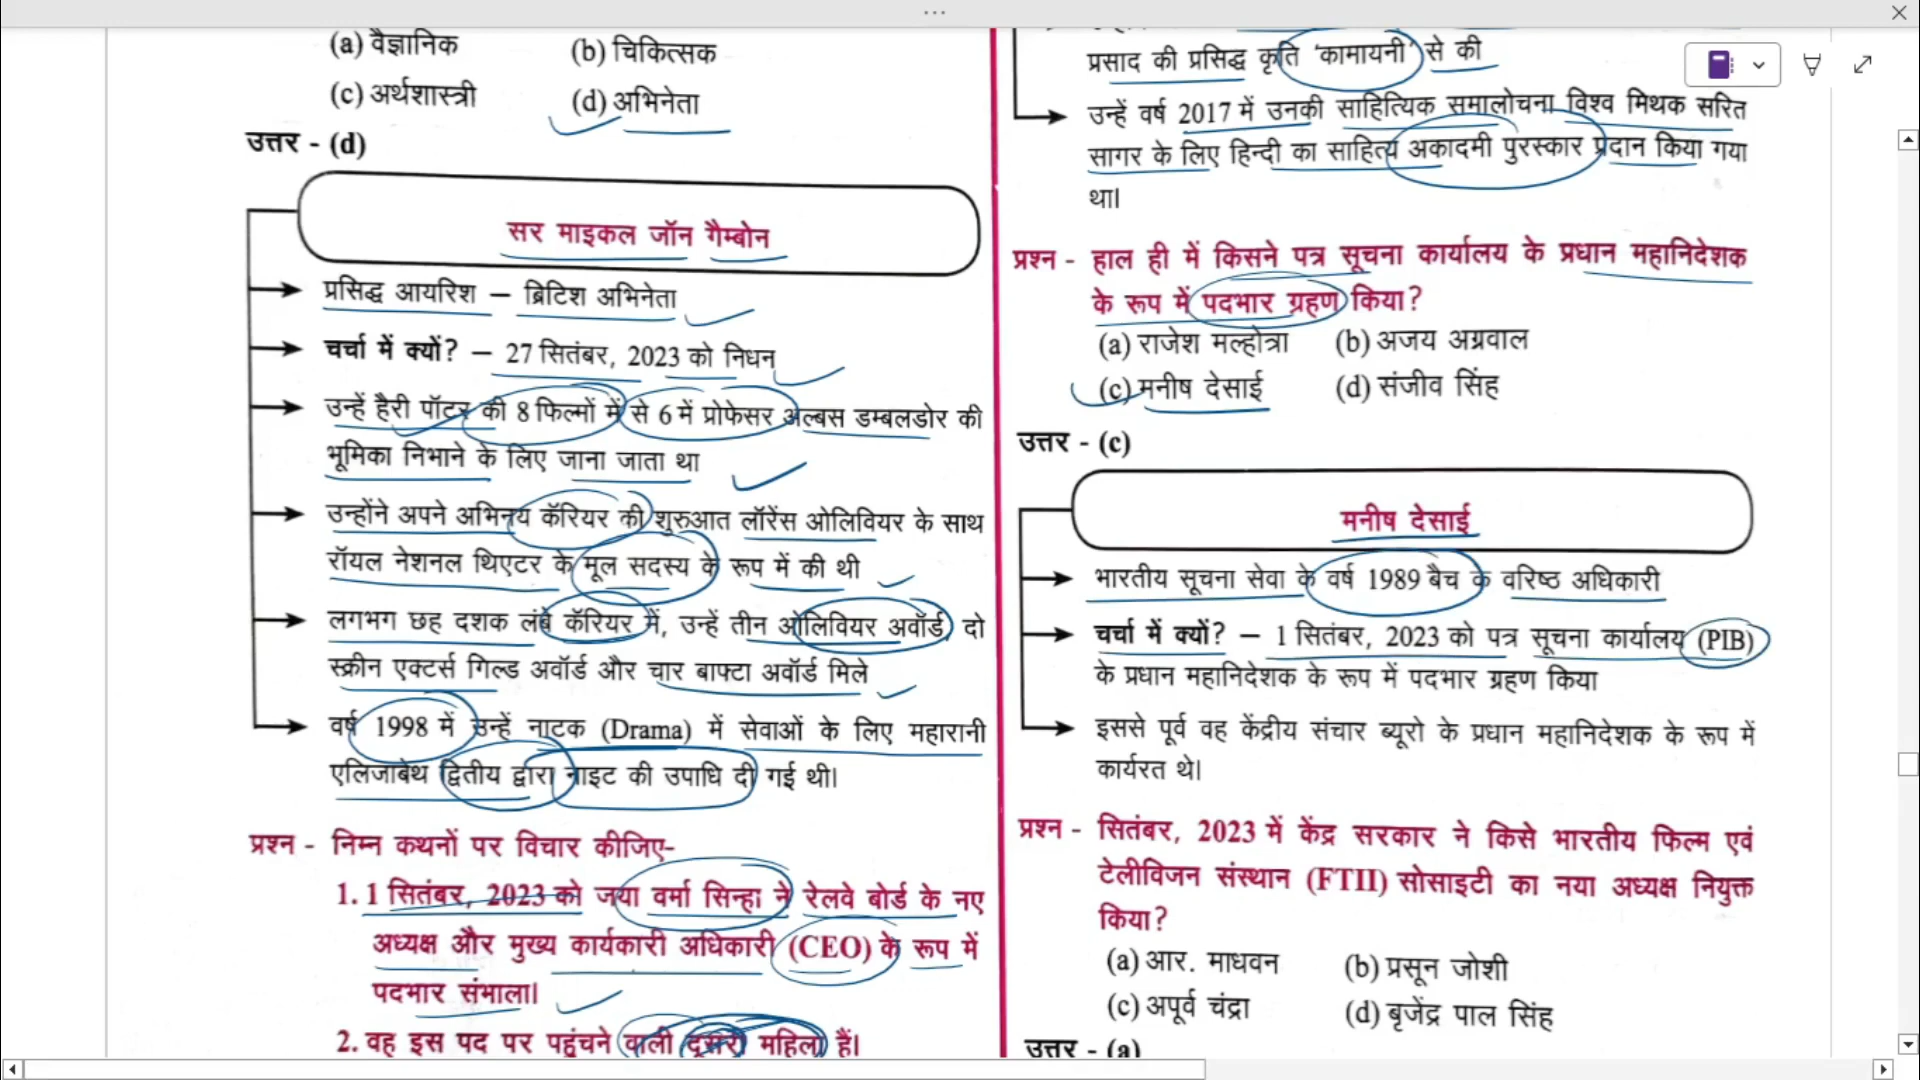 (a) वैज्ञानिक (b) चिकित्सक
(c) अर्थशास्त्री (d) अभिनेता
उत्तर - (d)
सर माइकल जॉन गैम्बोन
प्रसिद्ध आयरिश – ब्रिटिश अभिनेता
चर्चा में क्यों? – 27 सितंबर, 2023 को निधन
उन्हें हैरी पॉटर की 8 फिल्मों में से 6 में प्रोफेसर अल्बस डम्बलडोर की
भूमिका निभाने के लिए जाना जाता था
उन्होंने अपने अभिनय कॅरियर की शुरुआत लॉरेंस ओलिवियर के साथ
रॉयल नेशनल थिएटर के मूल सदस्य के रूप में की थी
लगभग छह दशक लंबे कॅरियर में, उन्हें तीन ओलिवियर अवॉर्ड, दो
स्क्रीन एक्टर्स गिल्ड अवॉर्ड और चार बाफ्टा अवॉर्ड मिले
वर्ष 1998 में उन्हें नाटक (Drama) में सेवाओं के लिए महारानी
एलिजाबेथ द्वितीय द्वारा नाइट की उपाधि दी गई थी।
प्रश्न - निम्न कथनों पर विचार कीजिए-
1. 1 सितंबर, 2023 को जया वर्मा सिन्हा ने रेलवे बोर्ड के नए
अध्यक्ष और मुख्य कार्यकारी अधिकारी (CEO) के रूप में
पदभार संभाला।
2. वह इस पद पर पहुंचने वाली दूसरी महिला हैं।
प्रसाद की प्रसिद्ध कृति 'कामायनी' से की
उन्हें वर्ष 2017 में उनकी साहित्यिक समालोचना विश्व मिथक सरित
सागर के लिए हिन्दी का साहित्य अकादमी पुरस्कार प्रदान किया गया
था।
प्रश्न - हाल ही में किसने पत्र सूचना कार्यालय के प्रधान महानिदेशक
के रूप में पदभार ग्रहण किया?
(a) राजेश मल्होत्रा (b) अजय अग्रवाल
(c) मनीष देसाई (d) संजीव सिंह
उत्तर - (c)
मनीष देसाई
भारतीय सूचना सेवा के वर्ष 1989 बैच के वरिष्ठ अधिकारी
चर्चा में क्यों? – 1 सितंबर, 2023 को पत्र सूचना कार्यालय (PIB)
के प्रधान महानिदेशक के रूप में पदभार ग्रहण किया
इससे पूर्व वह केंद्रीय संचार ब्यूरो के प्रधान महानिदेशक के रूप में
कार्यरत थे।
प्रश्न - सितंबर, 2023 में केंद्र सरकार ने किसे भारतीय फिल्म एवं
टेलीविजन संस्थान (FTII) सोसाइटी का नया अध्यक्ष नियुक्त
किया?
(a) आर. माधवन (b) प्रसून जोशी
(c) अपूर्व चंद्रा (d) बृजेंद्र पाल सिंह
उत्तर - (a)